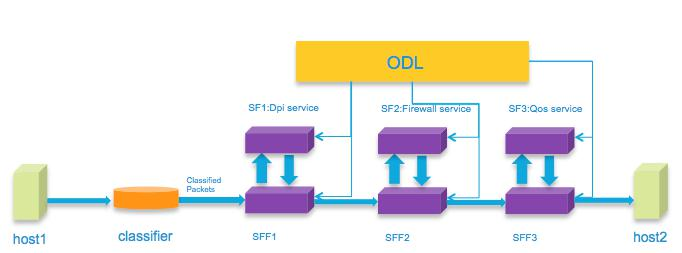 ODL
SF1:Dpi service
SF2:Firewall service
SF3:Qos service
Classified
Packets
host1
classifier
SFF1
SFF2
SFF3
host2